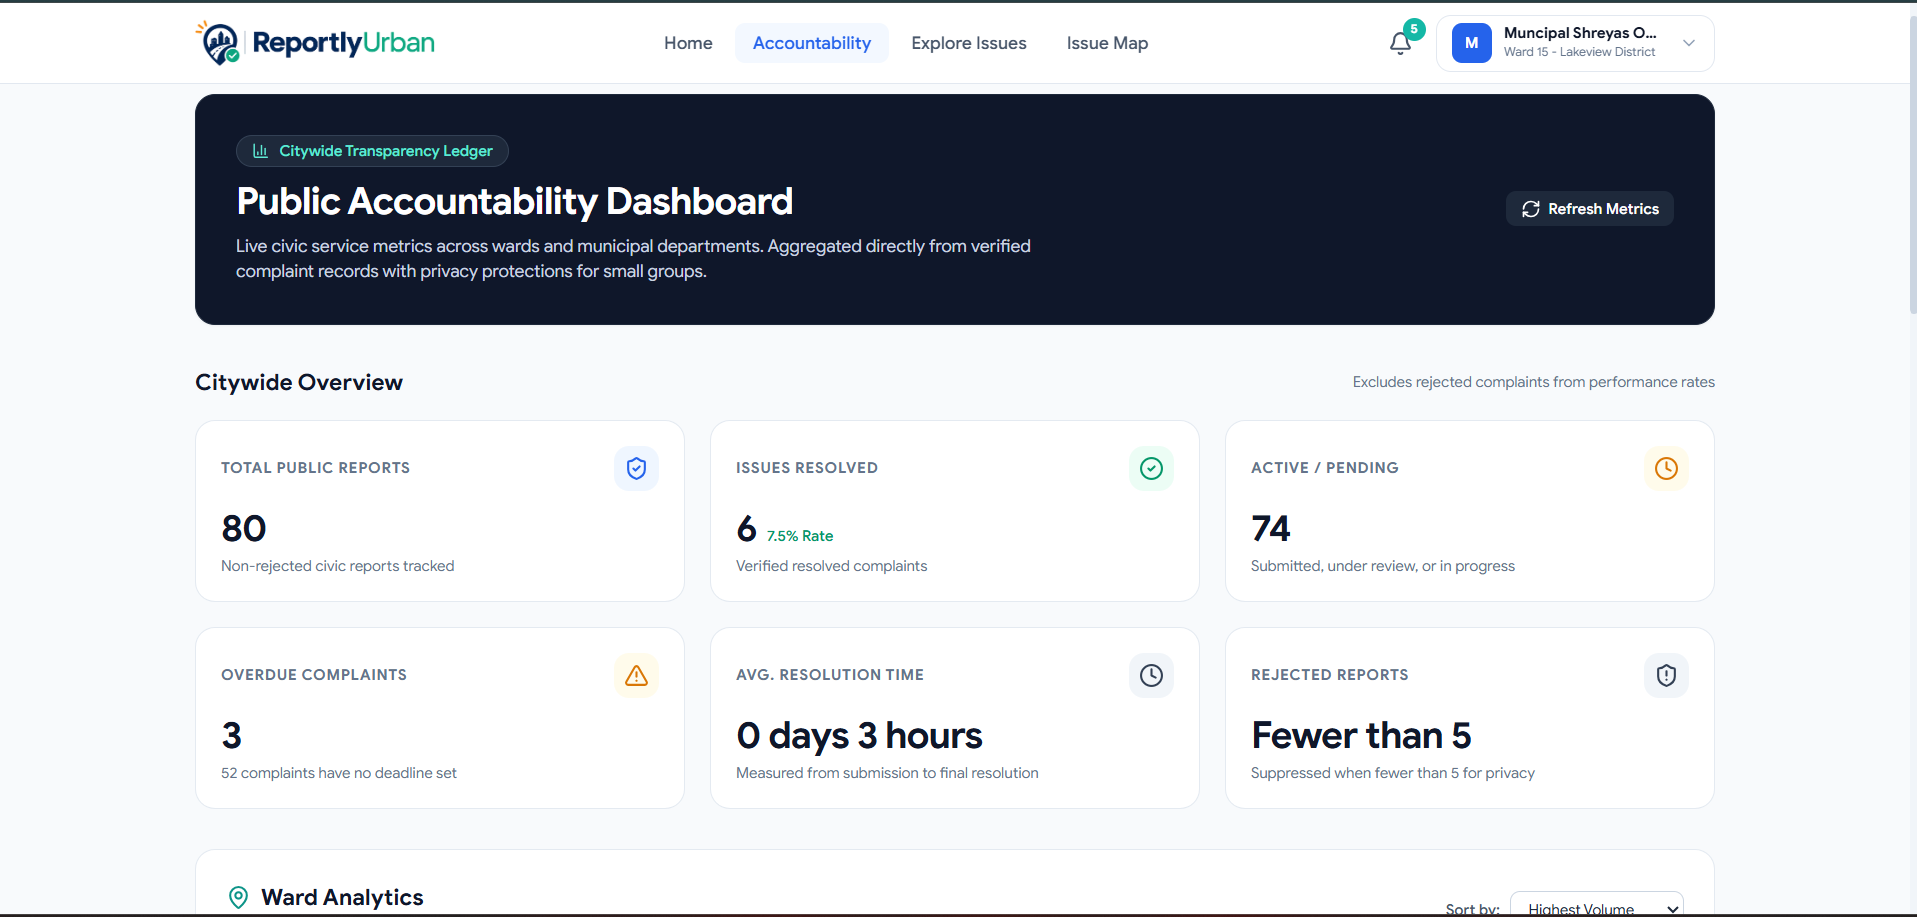 ReportlyUrban
Home
Accountability
Explore Issues
Issue Map
5
M
Muncipal Shreyas O...
Ward 15 - Lakeview District
Citywide Transparency Ledger
Public Accountability Dashboard
Live civic service metrics across wards and municipal departments. Aggregated directly from verified
complaint records with privacy protections for small groups.
Refresh Metrics
Citywide Overview
Excludes rejected complaints from performance rates
TOTAL PUBLIC REPORTS
80
Non-rejected civic reports tracked
ISSUES RESOLVED
6 7.5% Rate
Verified resolved complaints
ACTIVE / PENDING
74
Submitted, under review, or in progress
OVERDUE COMPLAINTS
3
52 complaints have no deadline set
AVG. RESOLUTION TIME
0 days 3 hours
Measured from submission to final resolution
REJECTED REPORTS
Fewer than 5
Suppressed when fewer than 5 for privacy
Ward Analytics
Sort by:
Highest Volume